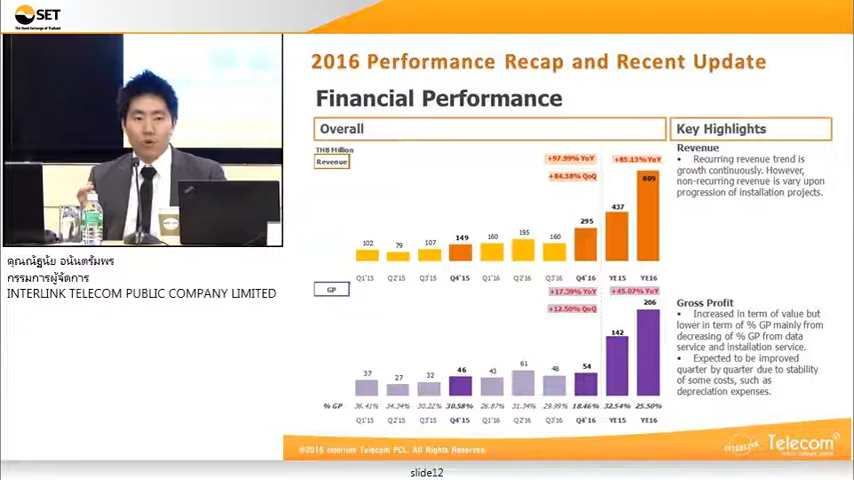 SET
The Stock Exchange of Thailand
2016 Performance Recap and Recent Update
Financial Performance
Overall
Key Highlights
THB Million
Revenue
+97.99% YoY
+85.13% YoY
+84.38% QoQ
102
79
107
149
160
195
160
295
437
809
Q1'15
Q2'15
Q3'15
Q4'15
Q1'16
Q2'16
Q3'16
Q4'16
YE15
YE16
Revenue
• Recurring revenue trend is
growth continuously. However,
non-recurring revenue is vary upon
progression of installation projects.
คุณณัฐนัย อนันตรัมพร
กรรมการผู้จัดการ
INTERLINK TELECOM PUBLIC COMPANY LIMITED
GP
+17.39% YoY
+45.07% YoY
+12.50% QoQ
37
27
32
46
43
61
48
54
142
206
% GP
36.41%
34.34%
30.22%
30.58%
26.87%
31.34%
29.99%
18.46%
32.54%
25.50%
Q1'15
Q2'15
Q3'15
Q4'15
Q1'16
Q2'16
Q3'16
Q4'16
YE15
YE16
Gross Profit
• Increased in term of value but
lower in term of % GP mainly from
decreasing of % GP from data
service and installation service.
• Expected to be improved
quarter by quarter due to stability
of some costs, such as
depreciation expenses.
©2016 Interlink Telecom PCL. All Rights Reserved.
INTERLINK
Telecom
slide12